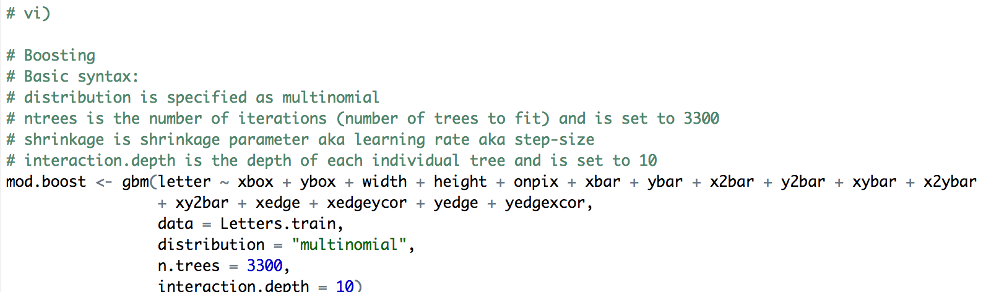 # vi)
# Boosting
# Basic syntax:
# distribution is specified as multinomial
# ntrees is the number of iterations (number of trees to fit) and is set to 3300
# shrinkage is shrinkage parameter aka learning rate aka step-size
# interaction.depth is the depth of each individual tree and is set to 10
mod.boost <- gbm(letter ~ xbox + ybox + width + height + onpix + xbar + ybar + x2bar + y2bar + xybar + x2ybar
+ xy2bar + xedge + xedgeycor + yedge + yedgexcor,
data = Letters.train,
distribution = "multinomial",
n.trees = 3300,
interaction.depth = 10)